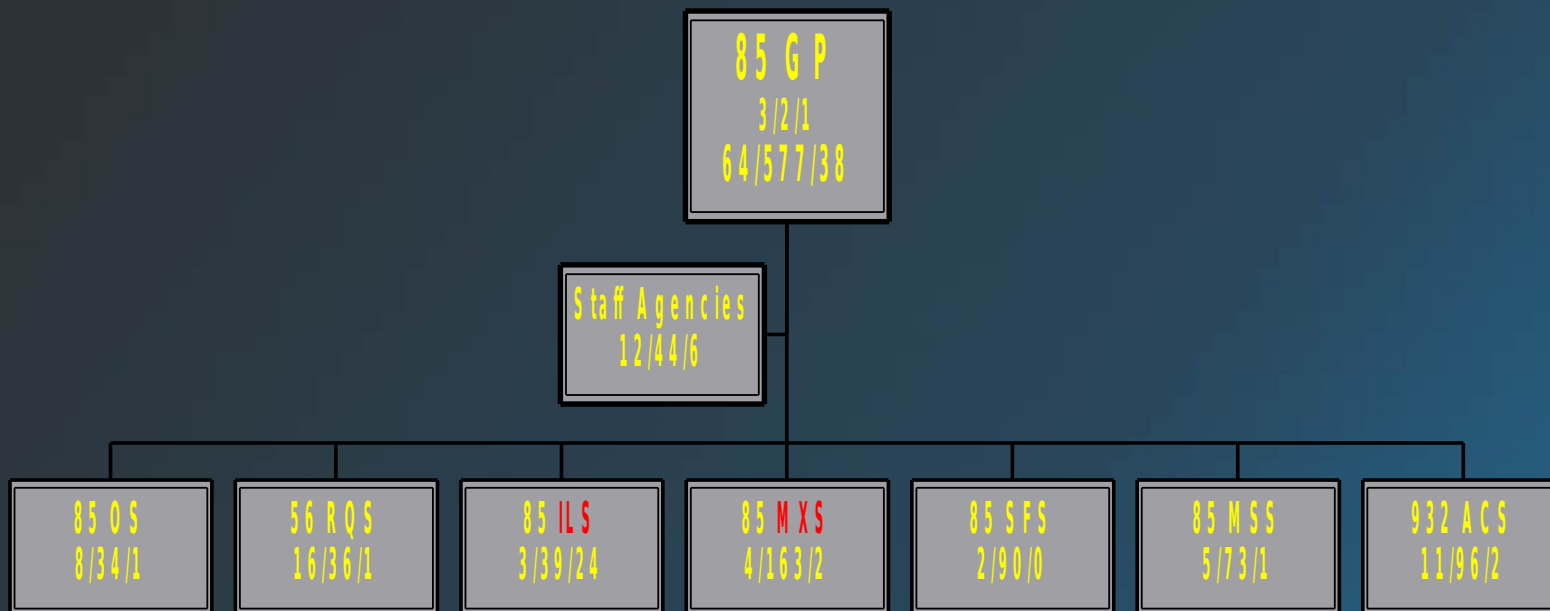 85 GP
3/2/1
64/577/38
Staff Agencies
12/44/6
85 OS
8/34/1
56 RQS
16/36/1
85 ILS
3/39/24
85 MXS
4/163/2
85 SFS
2/90/0
85 MSS
5/73/1
932 ACS
11/96/2